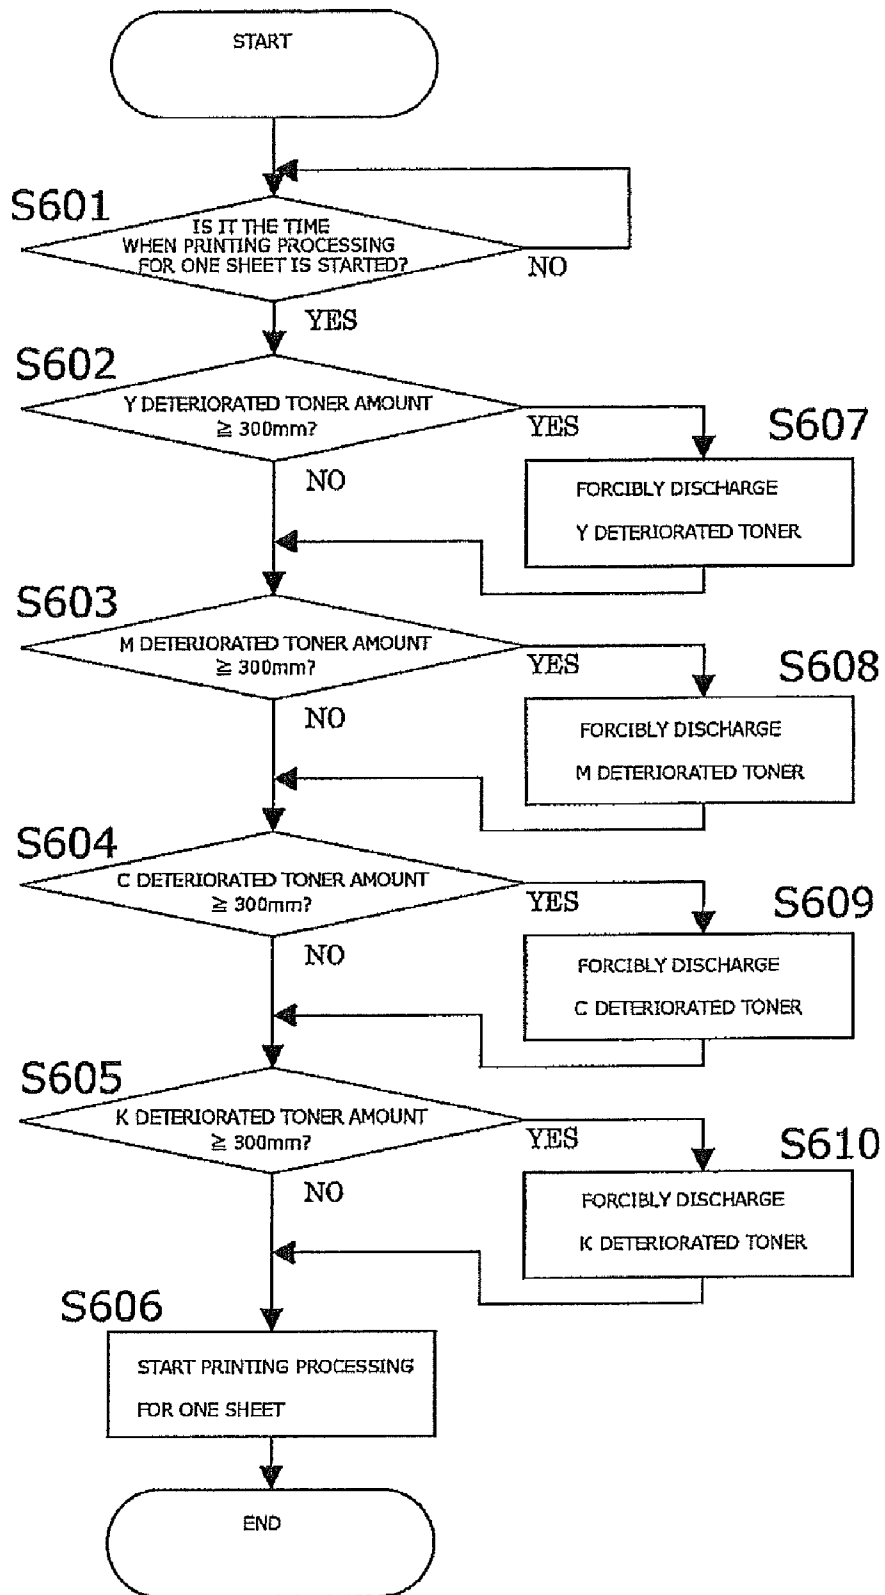 START
S601
IS IT THE TIME
WHEN PRINTING PROCESSING
FOR ONE SHEET IS STARTED?
NO
YES
S602
Y DETERIORATED TONER AMOUNT
≧ 300mm?
YES
NO
S607
FORCIBLY DISCHARGE
Y DETERIORATED TONER
S603
M DETERIORATED TONER AMOUNT
≧ 300mm?
YES
NO
S608
FORCIBLY DISCHARGE
M DETERIORATED TONER
S604
C DETERIORATED TONER AMOUNT
≧ 300mm?
YES
NO
S609
FORCIBLY DISCHARGE
C DETERIORATED TONER
S605
K DETERIORATED TONER AMOUNT
≧ 300mm?
YES
NO
S610
FORCIBLY DISCHARGE
K DETERIORATED TONER
S606
START PRINTING PROCESSING
FOR ONE SHEET
END